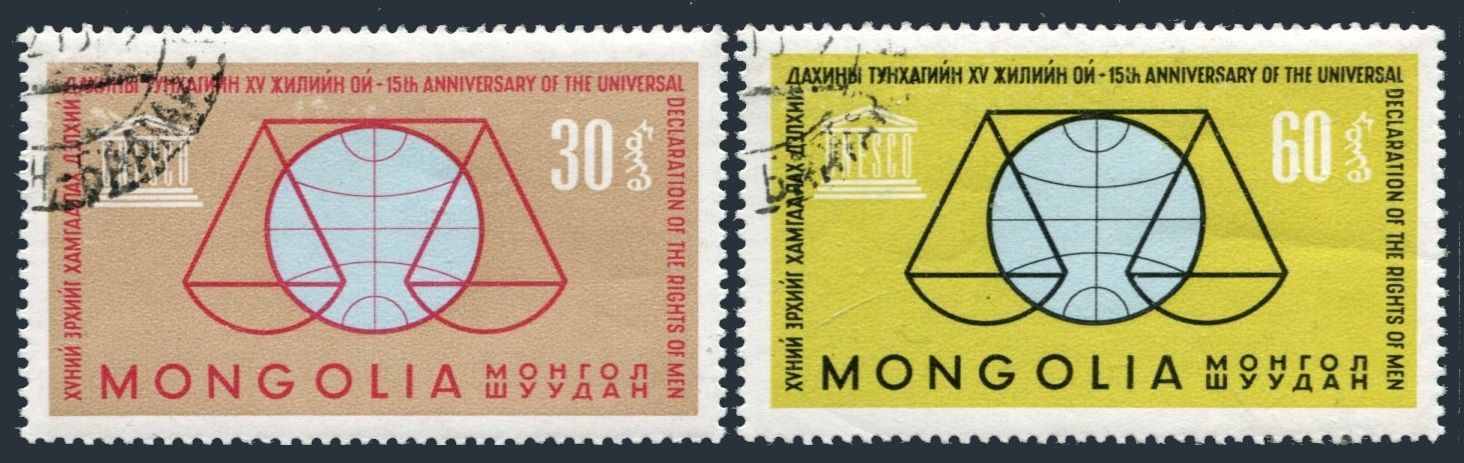 ХҮНИЙ ЭРХИЙГ ХАМГААЛАХ ДЭЛХИЙ
ДАХИНЫ ТУНХАГИЙН XV ЖИЛИЙН ОЙ - 15th ANNIVERSARY OF THE UNIVERSAL
DECLARATION OF THE RIGHTS OF MEN
UNESCO
30
MONGOLIA
МОНГОЛ
ШУУДАН
ХҮНИЙ ЭРХИЙГ ХАМГААЛАХ ДЭЛХИЙ
ДАХИНЫ ТУНХАГИЙН XV ЖИЛИЙН ОЙ - 15th ANNIVERSARY OF THE UNIVERSAL
DECLARATION OF THE RIGHTS OF MEN
UNESCO
60
MONGOLIA
МОНГОЛ
ШУУДАН